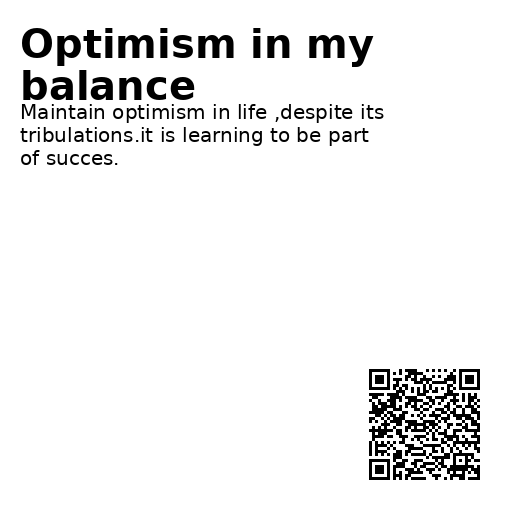 Optimism in my
balance
Maintain optimism in life ,despite its
tribulations.it is learning to be part
of succes.